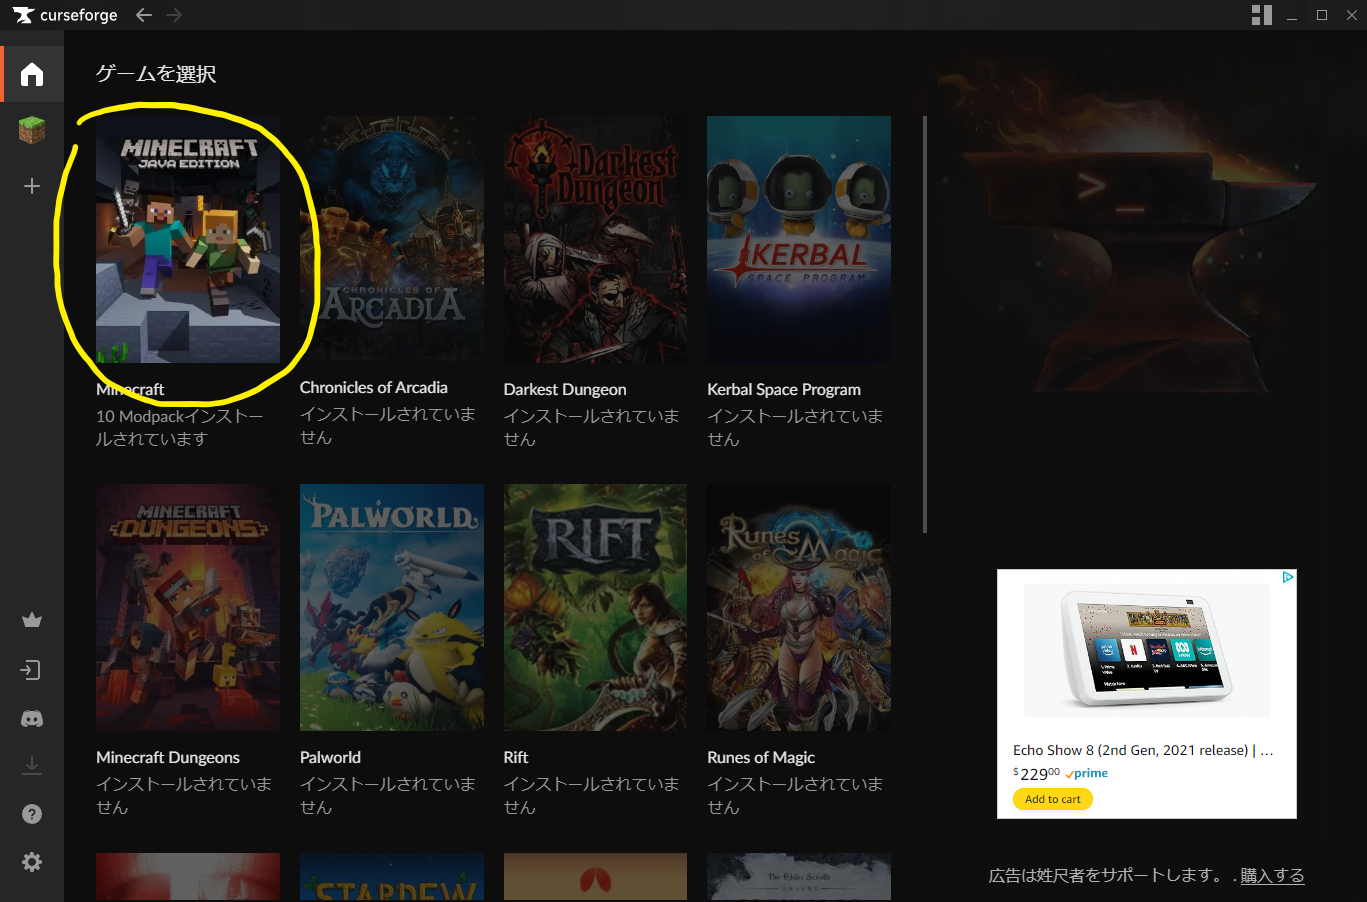 curseforge
ゲームを選択
MINECRAFT
JAVA EDITION
CHRONICLES OF
ARCADIA
Darkest
Dungeon
KERBAL
SPACE PROGRAM
Minecraft
10 Modpackインストー
ルされています
Chronicles of Arcadia
インストールされていま
せん
Darkest Dungeon
インストールされていま
せん
Kerbal Space Program
インストールされていま
せん
MINECRAFT
DUNGEONS
PALWORLD
RIFT
Runes
of Magic
Minecraft Dungeons
インストールされていま
せん
Palworld
インストールされていま
せん
Rift
インストールされていま
せん
Runes of Magic
インストールされていま
せん
STARDEW
The Elder Scrolls
Echo Show 8 (2nd Gen, 2021 release) | ...
$22900 prime
Add to cart
広告は姓尺者をサポートします。 . 購入する